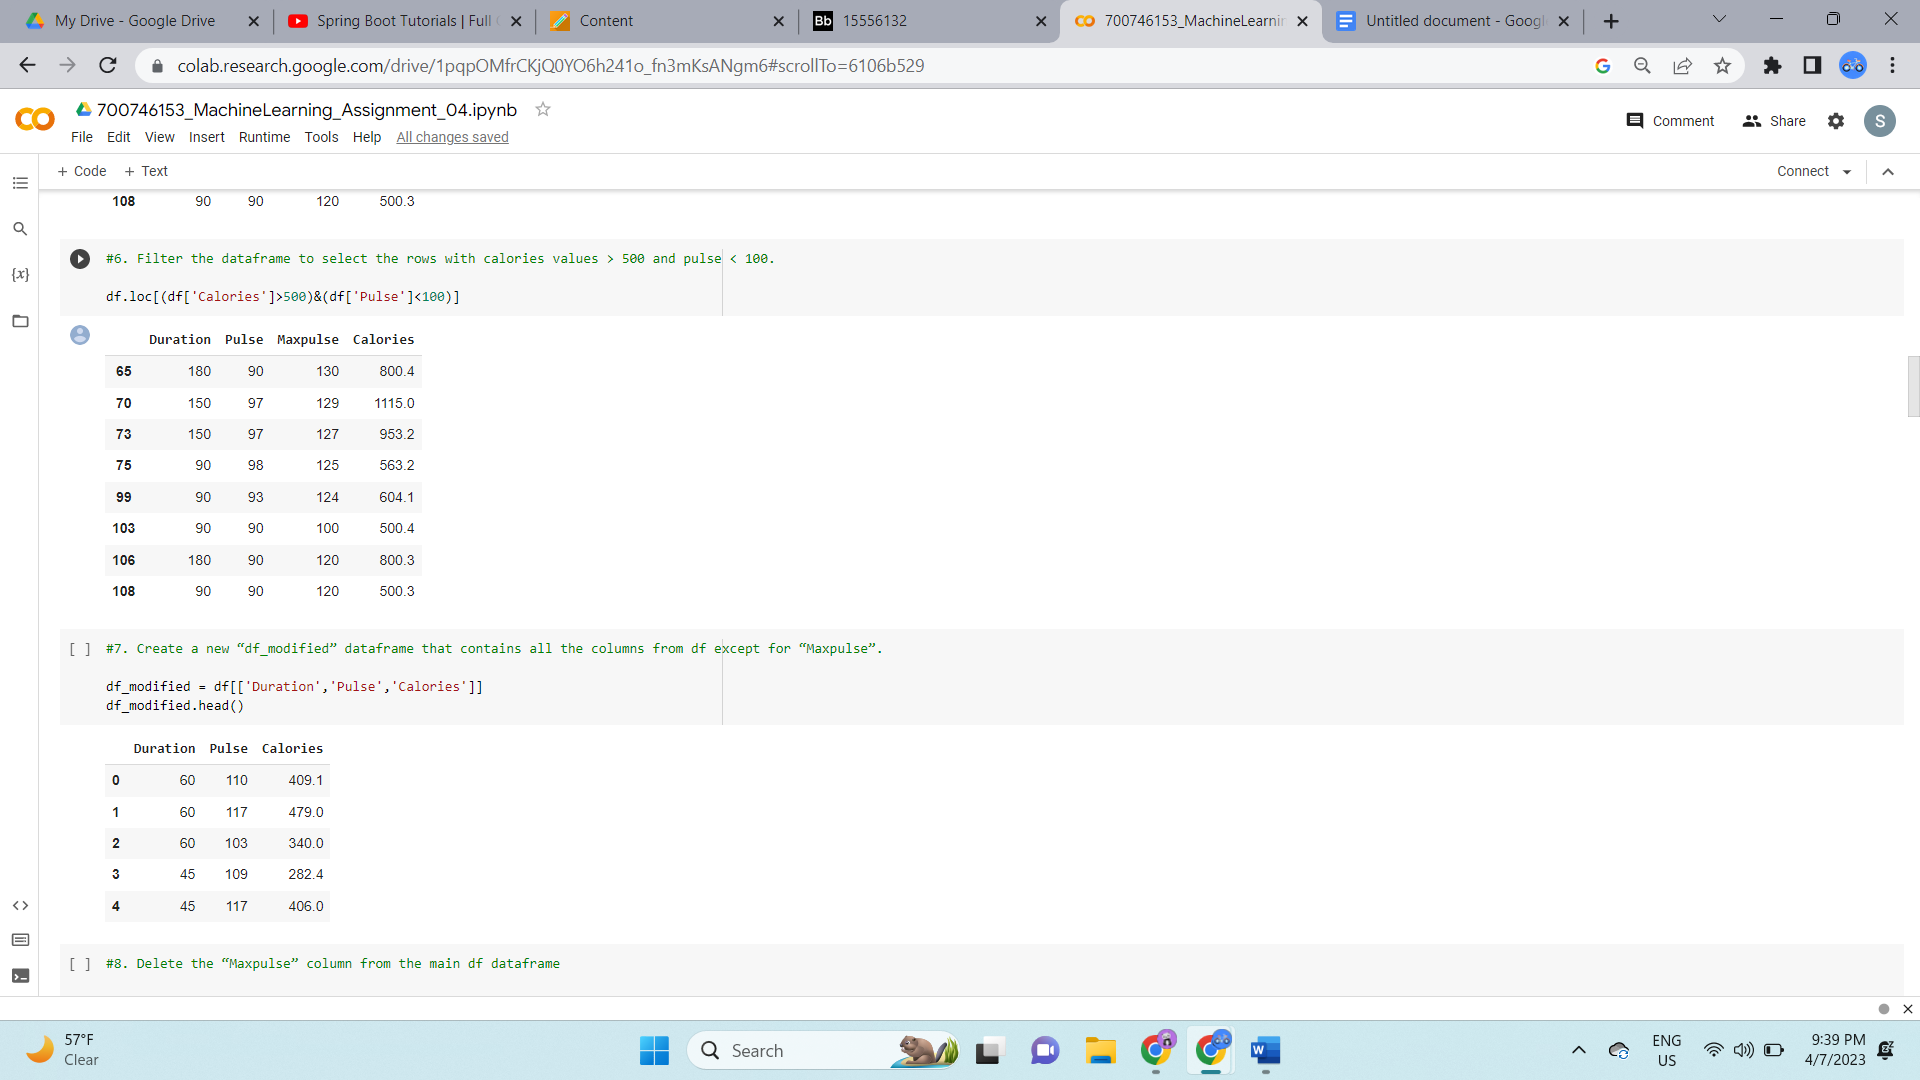 My Drive - Google Drive
Spring Boot Tutorials | Full
Content
Bb 15556132
700746153_MachineLearnin
Untitled document - Googl
colab.research.google.com/drive/1pqpOMfrCKjQ0YO6h241o_fn3mKsANgm6#scrollTo=6106b529
700746153_MachineLearning_Assignment_04.ipynb
Comment
Share
S
File Edit View Insert Runtime Tools Help All changes saved
+ Code + Text
Connect
108 90 90 120 500.3
#6. Filter the dataframe to select the rows with calories values > 500 and pulse < 100.
{x}
df.loc[(df['Calories']>500)&(df['Pulse']<100)]
Duration Pulse Maxpulse Calories
65 180 90 130 800.4
70 150 97 129 1115.0
73 150 97 127 953.2
75 90 98 125 563.2
99 90 93 124 604.1
103 90 90 100 500.4
106 180 90 120 800.3
108 90 90 120 500.3
[ ] #7. Create a new “df_modified” dataframe that contains all the columns from df except for “Maxpulse”.
df_modified = df[['Duration','Pulse','Calories']]
df_modified.head()
Duration Pulse Calories
0 60 110 409.1
1 60 117 479.0
2 60 103 340.0
3 45 109 282.4
4 45 117 406.0
[ ] #8. Delete the “Maxpulse” column from the main df dataframe
57°F
Clear
Search
W
ENG
US
9:39 PM
4/7/2023